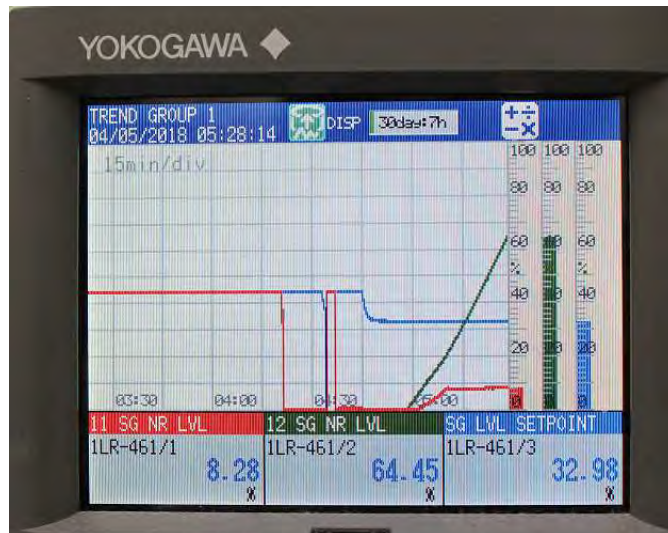 YOKOGAWA
TREND GROUP 1
04/05/2018 05:28:14
DISP
30day:7h
15min/div
100 100 100
80 80 80
60 60
% %
40 40
20 20
0 0
03:30 04:00 04:30 05:00
11 SG NR LVL
12 SG NR LVL
SG LVL SETPOINT
1LR-461/1
1LR-461/2
1LR-461/3
8.28
64.45
32.98
% % %